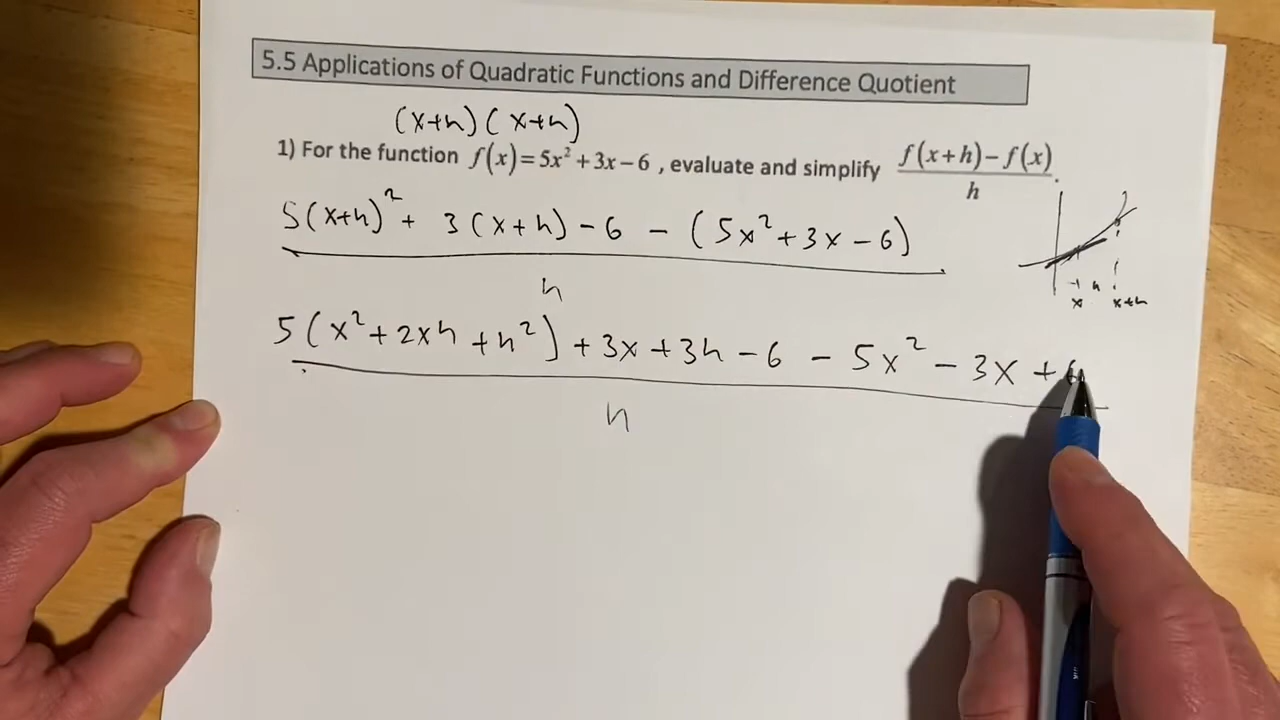 5.5 Applications of Quadratic Functions and Difference Quotient
(x+h)(x+h)
1) For the function f(x)=5x²+3x−6, evaluate and simplify f(x+h)−f(x)
h.
5(x+h)² + 3(x+h) − 6 − (5x²+3x−6)
h
h
x x+h
5(x²+2xh+h²) + 3x + 3h − 6 − 5x² − 3x + 6
h